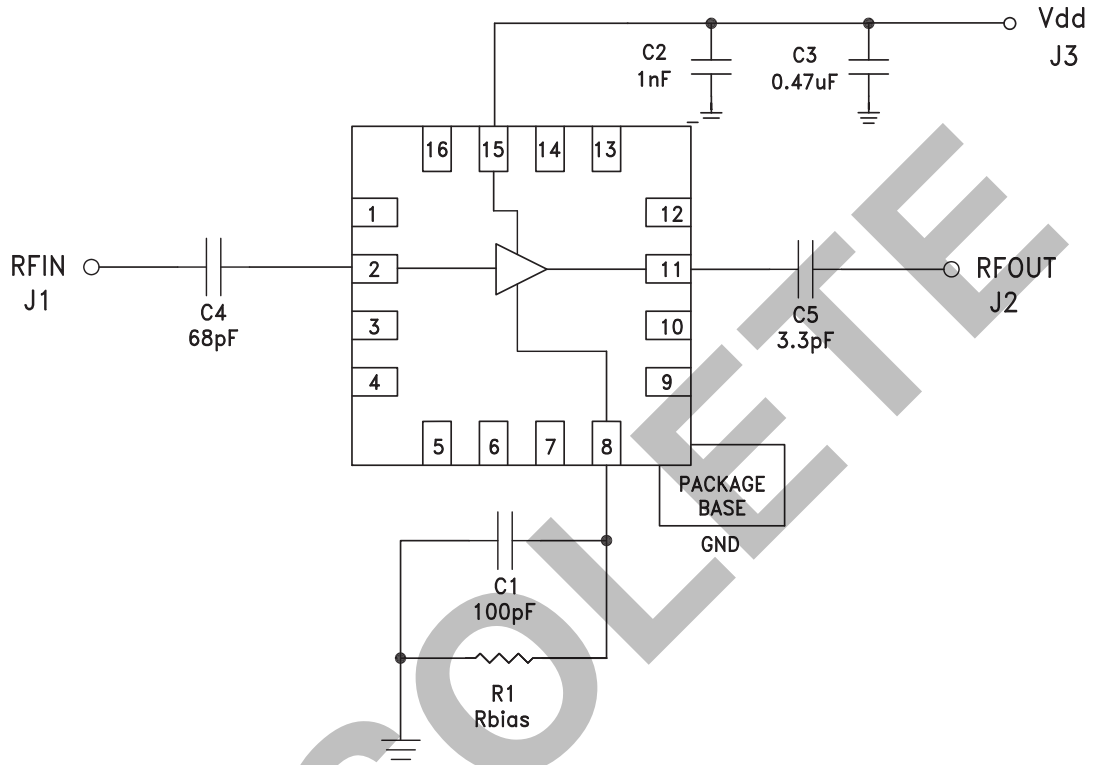 Vdd
J3
C2
1nF
C3
0.47uF
16
15
14
13
1
12
RFIN
J1
C4
68pF
2
11
C5
3.3pF
RFOUT
J2
3
10
4
9
5
6
7
8
PACKAGE
BASE
GND
C1
100pF
R1
Rbias
OLETE